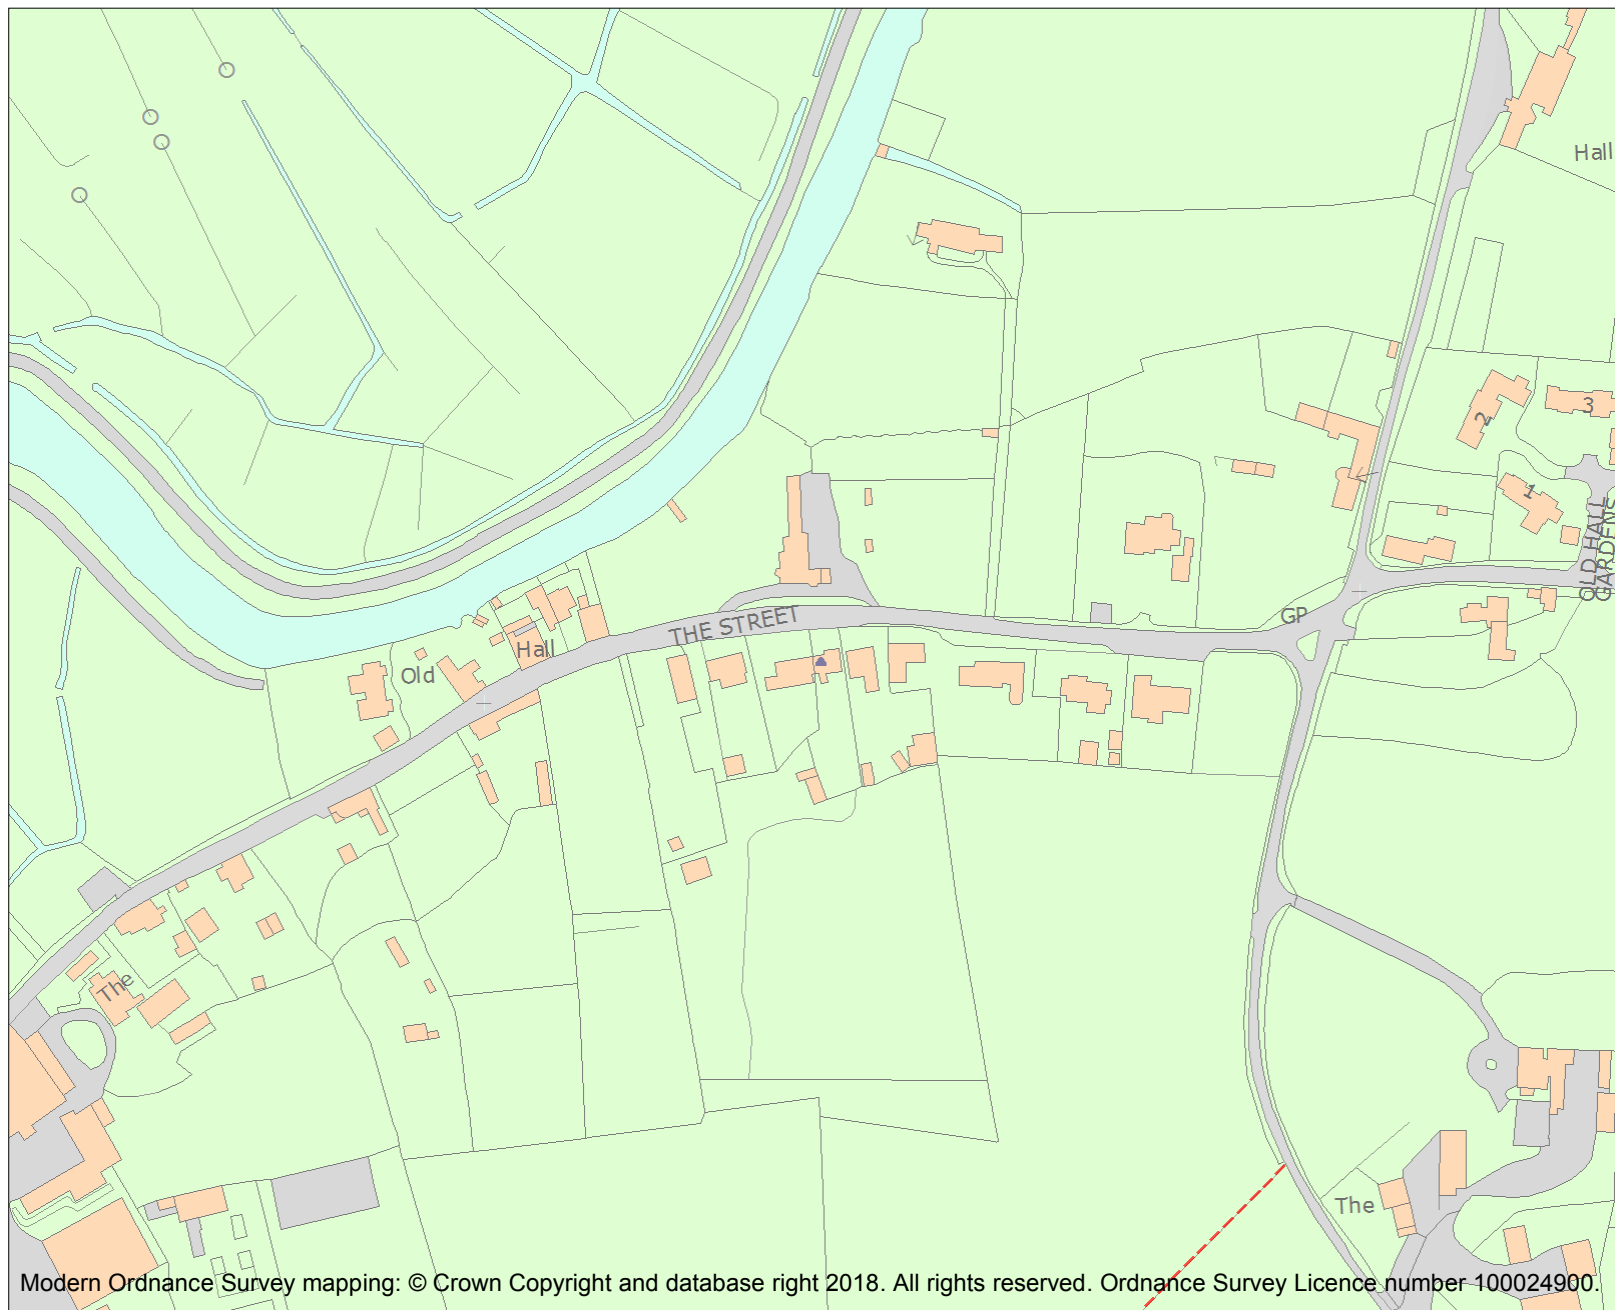 Hall
3
2
1
OLD HALL
GARDENS
GP
THE STREET
Hall
Old
The
The
Modern Ordnance Survey mapping: © Crown Copyright and database right 2018. All rights reserved. Ordnance Survey Licence number 100024900.